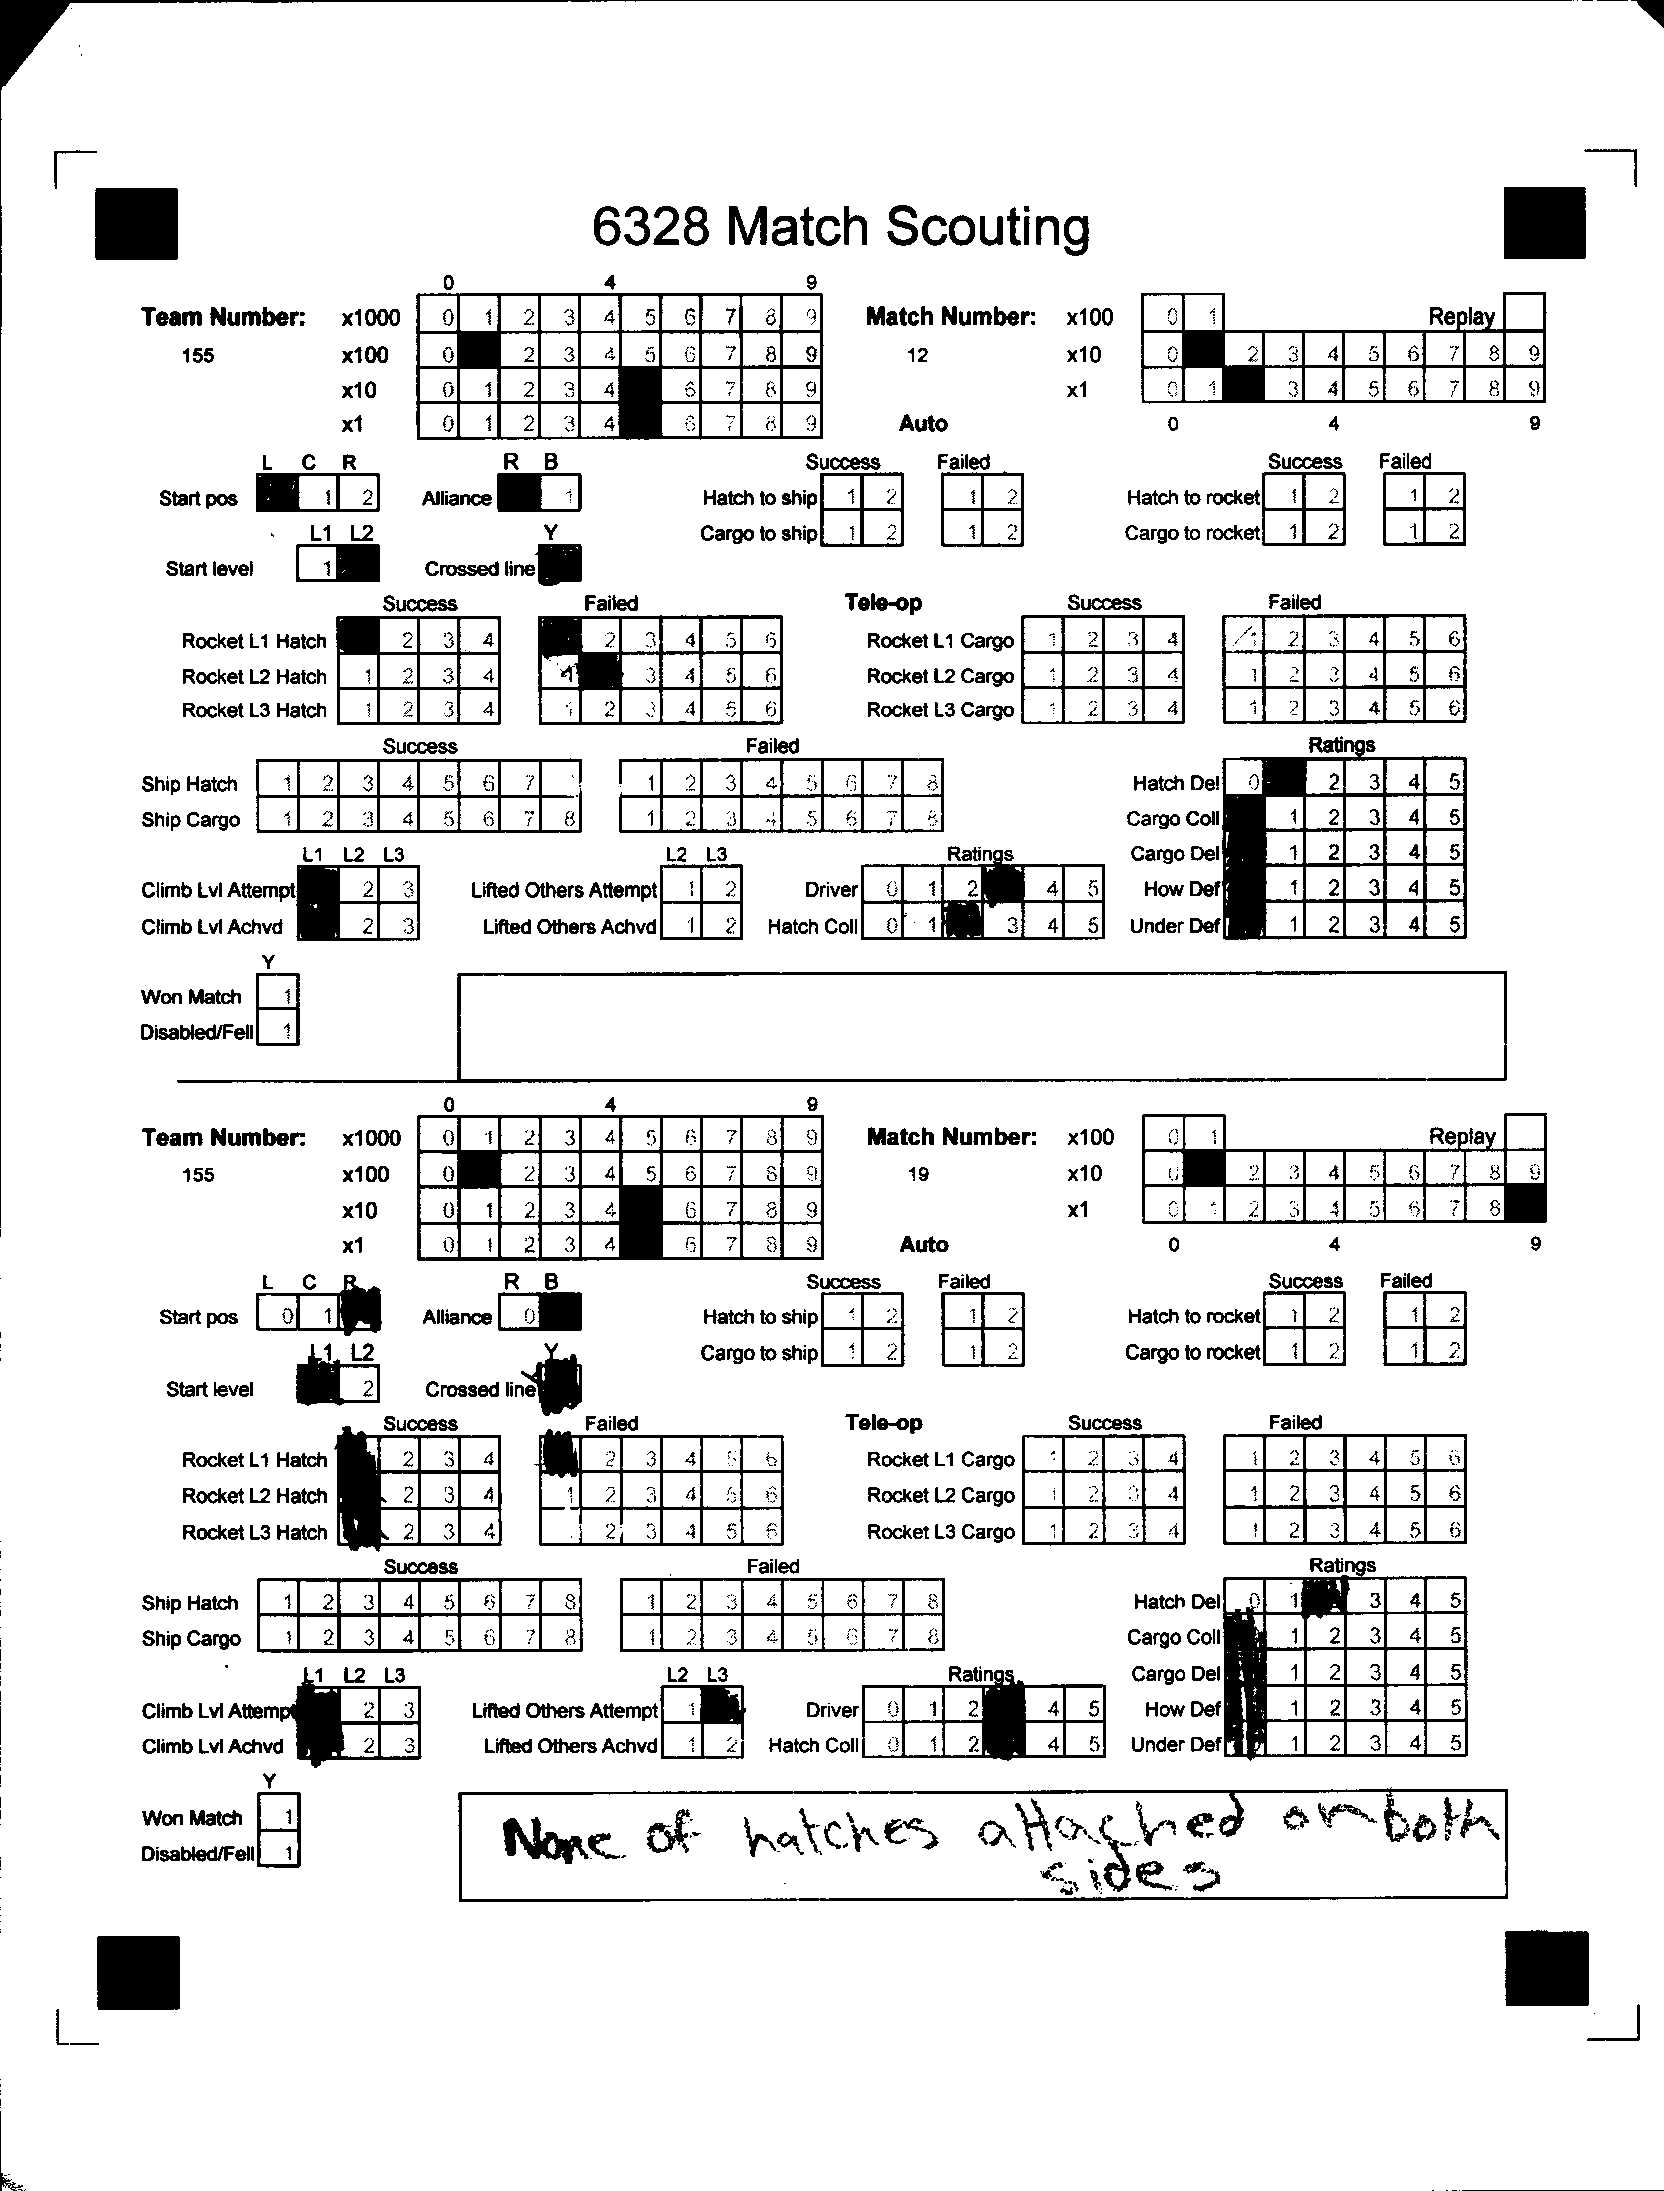 6328 Match Scouting
0 4 9
Team Number: x1000 0 1 2 3 4 5 6 7 8 9 Match Number: x100 0 1 Replay
155 x100 0 2 3 4 5 6 7 8 9 12 x10 0 2 3 4 5 6 7 8 9
x10 0 1 2 3 4 6 7 8 9 x1 0 1 3 4 5 6 7 8 9
x1 0 1 2 3 4 6 7 8 9 Auto 0 4 9
L C R R B Success Failed Success Failed
Start pos 1 2 Alliance 1 Hatch to ship 1 2 1 2 Hatch to rocket 1 2 1 2
L1 L2 Y Cargo to ship 1 2 1 2 Cargo to rocket 1 2 1 2
Start level 1 Crossed line
Success Failed Tele-op Success Failed
Rocket L1 Hatch 2 3 4 2 3 4 5 6 Rocket L1 Cargo 1 2 3 4 1 2 3 4 5 6
Rocket L2 Hatch 1 2 3 4 1 3 4 5 6 Rocket L2 Cargo 1 2 3 4 1 2 3 4 5 6
Rocket L3 Hatch 1 2 3 4 1 2 3 4 5 6 Rocket L3 Cargo 1 2 3 4 1 2 3 4 5 6
Success Failed Ratings
Ship Hatch 1 2 3 4 5 6 7 1 2 3 4 5 6 7 8 Hatch Del 0 2 3 4 5
Ship Cargo 1 2 3 4 5 6 7 8 1 2 3 4 5 6 7 8 Cargo Coll 1 2 3 4 5
L1 L2 L3 L2 L3 Ratings Cargo Del 1 2 3 4 5
Climb Lvl Attempt 2 3 Lifted Others Attempt 1 2 Driver 0 1 2 4 5 How Def 1 2 3 4 5
Climb Lvl Achvd 2 3 Lifted Others Achvd 1 2 Hatch Coll 0 1 3 4 5 Under Def 1 2 3 4 5
Y
Won Match 1
Disabled/Fell 1
0 4 9
Team Number: x1000 0 1 2 3 4 5 6 7 8 9 Match Number: x100 0 1 Replay
155 x100 0 2 3 4 5 6 7 8 9 19 x10 0 2 3 4 5 6 7 8 9
x10 0 1 2 3 4 6 7 8 9 x1 0 1 2 3 4 5 6 7 8
x1 0 1 2 3 4 6 7 8 9 Auto 0 4 9
L C R R B Success Failed Success Failed
Start pos 0 1 Alliance 0 Hatch to ship 1 2 1 2 Hatch to rocket 1 2 1 2
L1 L2 Y Cargo to ship 1 2 1 2 Cargo to rocket 1 2 1 2
Start level 2 Crossed line
Success Failed Tele-op Success Failed
Rocket L1 Hatch 2 3 4 2 3 4 5 6 Rocket L1 Cargo 1 2 3 4 1 2 3 4 5 6
Rocket L2 Hatch 2 3 4 1 2 3 4 5 6 Rocket L2 Cargo 1 2 3 4 1 2 3 4 5 6
Rocket L3 Hatch 2 3 4 2 3 4 5 6 Rocket L3 Cargo 1 2 3 4 1 2 3 4 5 6
Success Failed Ratings
Ship Hatch 1 2 3 4 5 6 7 8 1 2 3 4 5 6 7 8 Hatch Del 0 1 3 4 5
Ship Cargo 1 2 3 4 5 6 7 8 1 2 3 4 5 6 7 8 Cargo Coll 1 2 3 4 5
L1 L2 L3 L2 L3 Ratings Cargo Del 1 2 3 4 5
Climb Lvl Attempt 2 3 Lifted Others Attempt 1 Driver 0 1 2 4 5 How Def 1 2 3 4 5
Climb Lvl Achvd 2 3 Lifted Others Achvd 1 2 Hatch Coll 0 1 2 4 5 Under Def 1 2 3 4 5
Y
Won Match 1
Disabled/Fell 1
None of hatches attached on both
sides